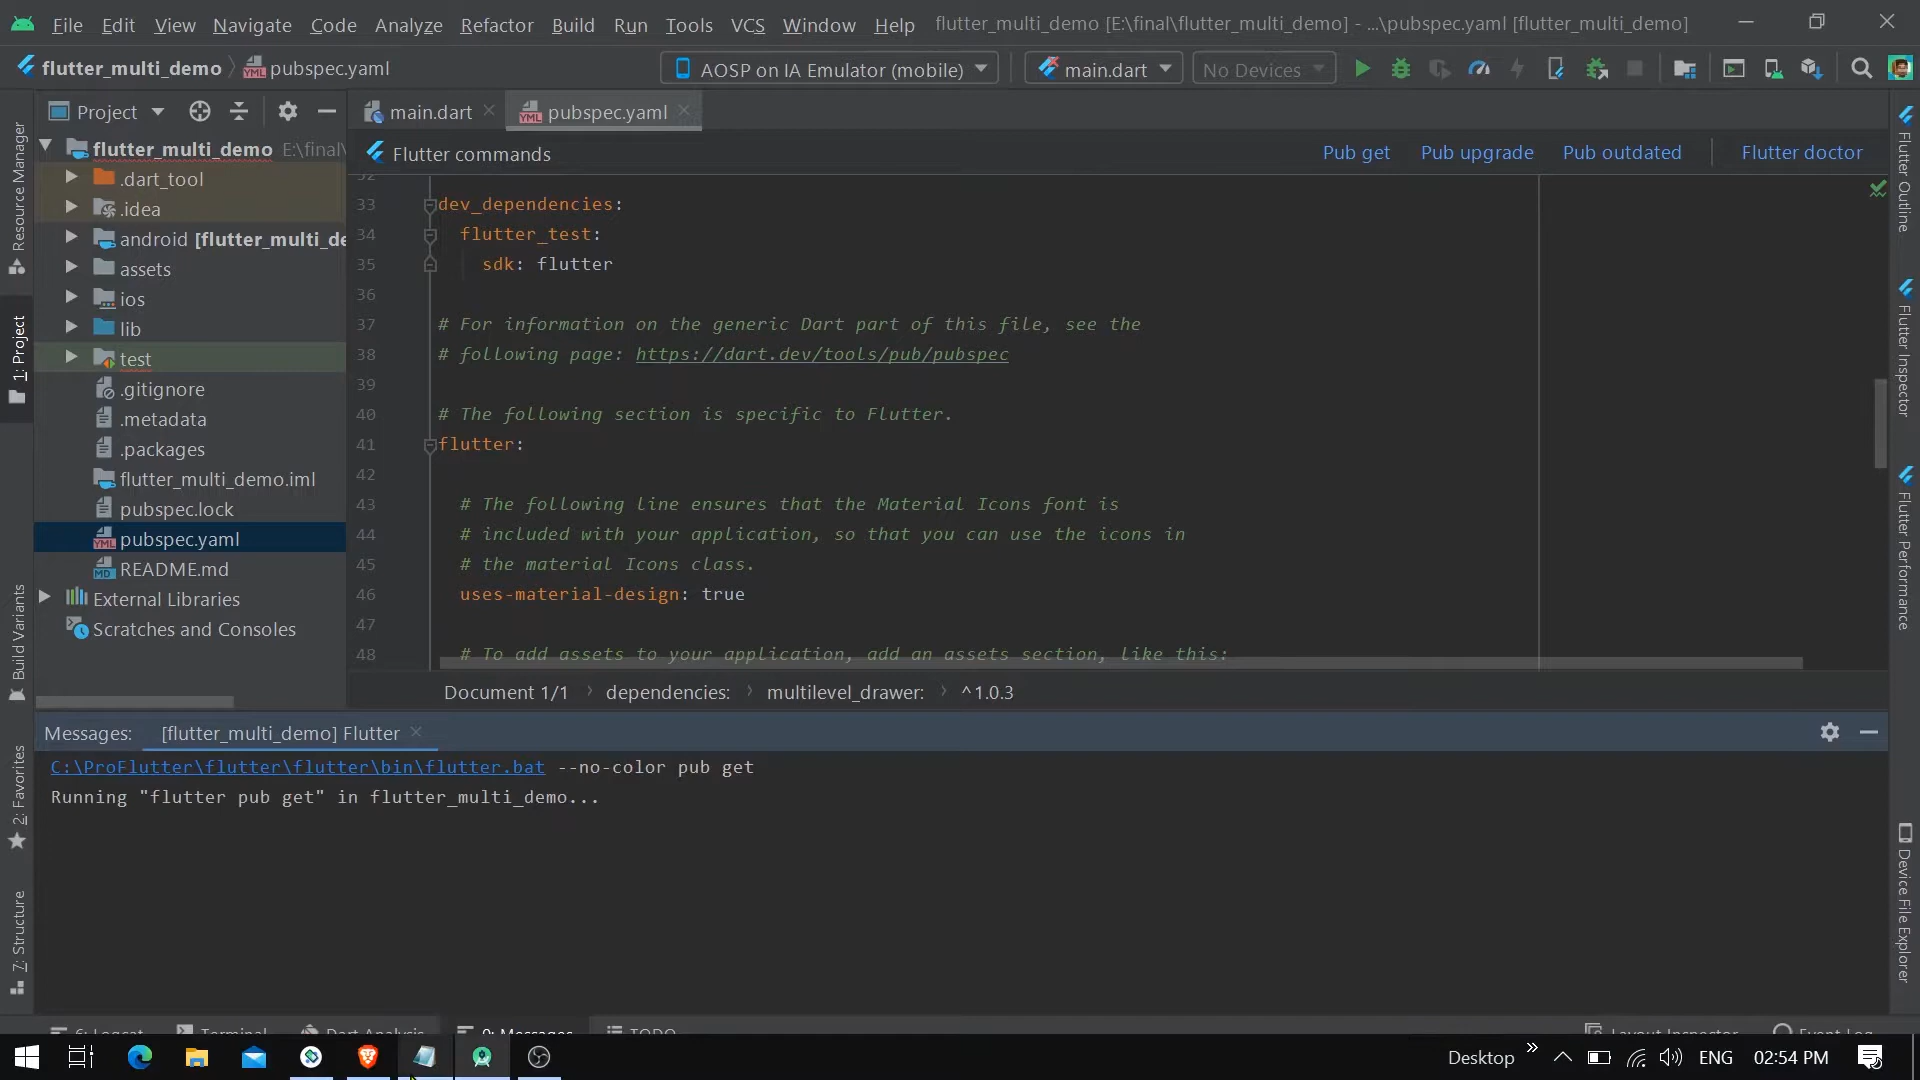 File Edit View Navigate Code Analyze Refactor Build Run Tools VCS Window Help flutter_multi_demo [E:\final\flutter_multi_demo] - ...\pubspec.yaml [flutter_multi_demo]
flutter_multi_demo pubspec.yaml AOSP on IA Emulator (mobile) main.dart No Devices
Project
main.dart pubspec.yaml
Flutter commands Pub get Pub upgrade Pub outdated Flutter doctor
flutter_multi_demo E:\final\
.dart_tool
.idea
android [flutter_multi_de
assets
ios
lib
test
.gitignore
.metadata
.packages
flutter_multi_demo.iml
pubspec.lock
pubspec.yaml
README.md
External Libraries
Scratches and Consoles
33 dev_dependencies:
34 flutter_test:
35 sdk: flutter
36
37 # For information on the generic Dart part of this file, see the
38 # following page: https://dart.dev/tools/pub/pubspec
39
40 # The following section is specific to Flutter.
41 flutter:
42
43 # The following line ensures that the Material Icons font is
44 # included with your application, so that you can use the icons in
45 # the material Icons class.
46 uses-material-design: true
47
48 # To add assets to your application, add an assets section, like this:
Document 1/1 › dependencies: › multilevel_drawer: › ^1.0.3
Messages: [flutter_multi_demo] Flutter
C:\ProFlutter\flutter\flutter\bin\flutter.bat --no-color pub get
Running "flutter pub get" in flutter_multi_demo...
Resource Manager
1: Project
Build Variants
2: Favorites
7: Structure
Flutter Outline
Flutter Inspector
Flutter Performance
Device File Explorer
6: Logcat Terminal Dart Analysis 0: Messages TODO Layout Inspector Event Log
Desktop ENG 02:54 PM